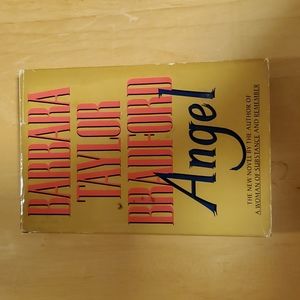 BARBARA
TAYLOR
BRADFORD
Angel
THE NEW NOVEL BY THE AUTHOR OF
A WOMAN OF SUBSTANCE AND REMEMBER